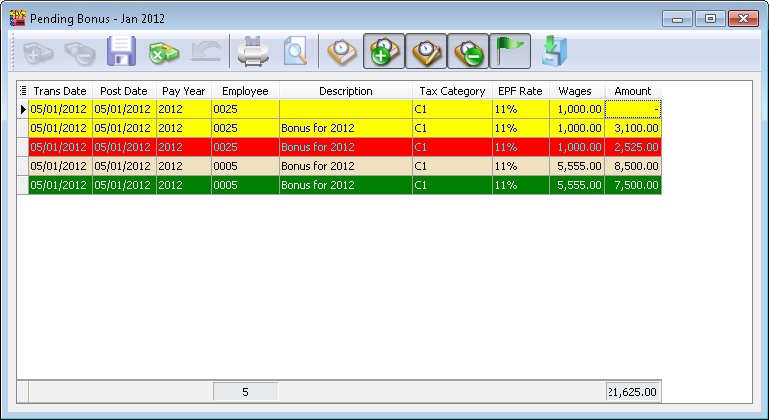 Pending Bonus - Jan 2012
Trans Date Post Date Pay Year Employee Description Tax Category EPF Rate Wages Amount
05/01/2012 05/01/2012 2012 0025 C1 11% 1,000.00 -
05/01/2012 05/01/2012 2012 0025 Bonus for 2012 C1 11% 1,000.00 3,100.00
05/01/2012 05/01/2012 2012 0025 Bonus for 2012 C1 11% 1,000.00 2,525.00
05/01/2012 05/01/2012 2012 0005 Bonus for 2012 C1 11% 5,555.00 8,500.00
05/01/2012 05/01/2012 2012 0005 Bonus for 2012 C1 11% 5,555.00 7,500.00
5 21,625.00